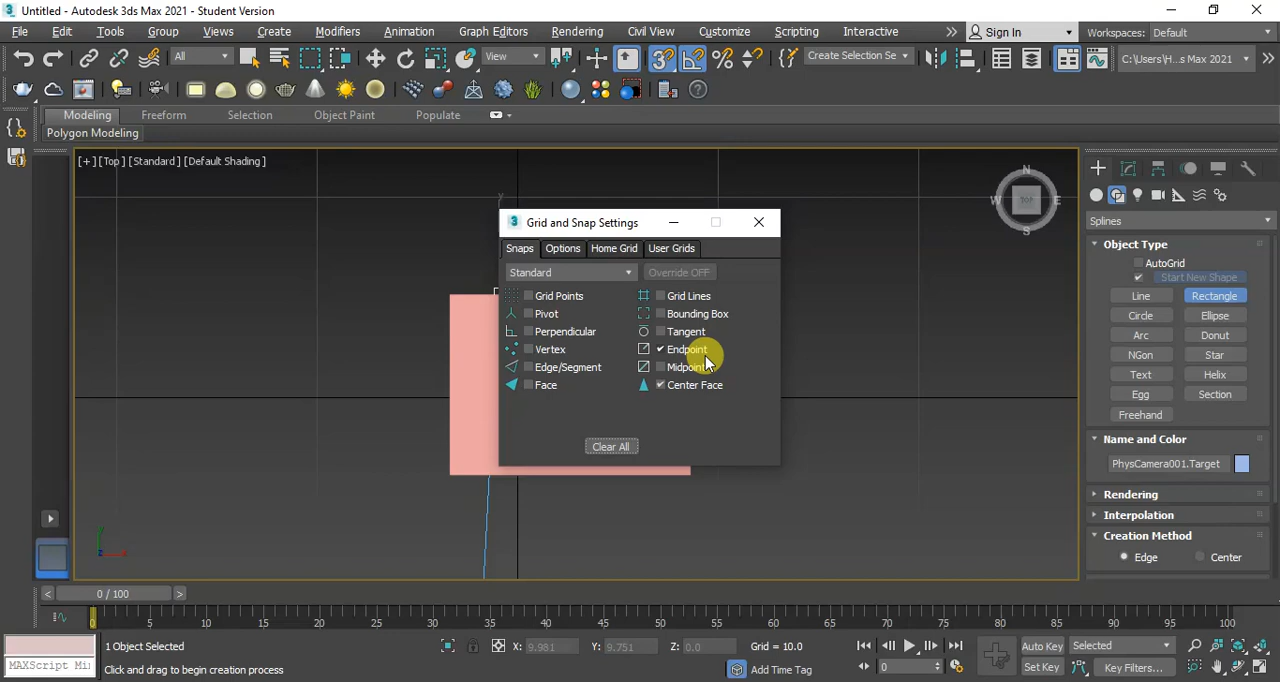 Untitled - Autodesk 3ds Max 2021 - Student Version
File Edit Tools Group Views Create Modifiers Animation Graph Editors Rendering Civil View Customize Scripting Interactive Sign In Workspaces: Default
All View Create Selection Se C:\Users\H...s Max 2021
Modeling Freeform Selection Object Paint Populate
Polygon Modeling
[+] [Top] [Standard] [Default Shading]
N
W E
S
TOP
Grid and Snap Settings
Snaps Options Home Grid User Grids
Standard Override OFF
Grid Points Grid Lines
Pivot Bounding Box
Perpendicular Tangent
Vertex Endpoint
Edge/Segment Midpoint
Face Center Face
Clear All
Splines
Object Type
AutoGrid
Start New Shape
Line Rectangle
Circle Ellipse
Arc Donut
NGon Star
Text Helix
Egg Section
Freehand
Name and Color
PhysCamera001.Target
Rendering
Interpolation
Creation Method
Edge Center
y
< 0 / 100 >
0 5 10 15 20 25 30 35 40 45 50 55 60 65 70 75 80 85 90 95 100
1 Object Selected X: 9.981 Y: 9.751 Z: 0.0 Grid = 10.0 Auto Key Selected
MAXScript Mi: Click and drag to begin creation process Add Time Tag 0 Set Key Key Filters...